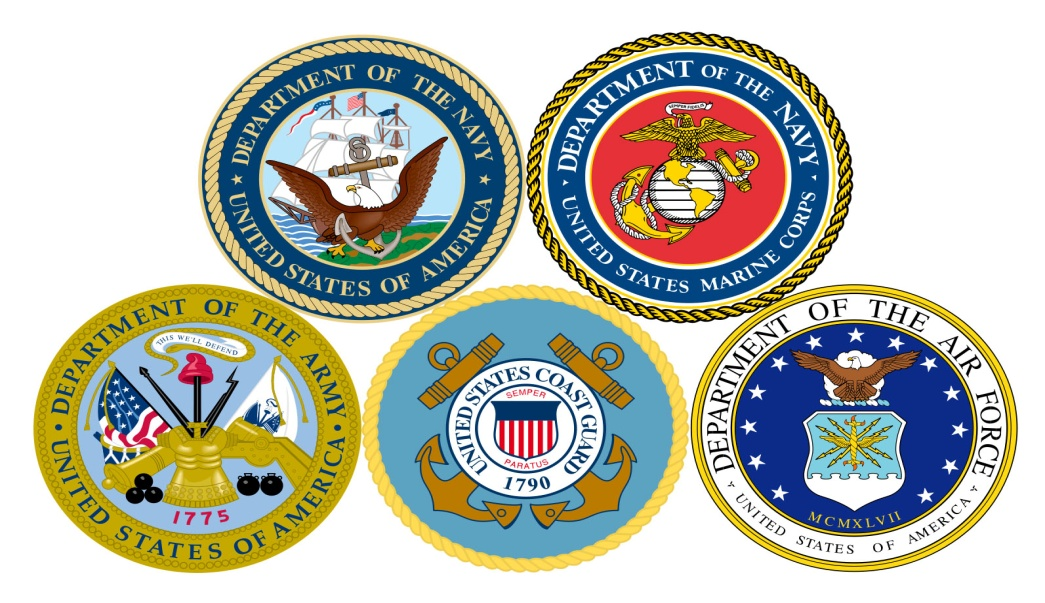 DEPARTMENT OF THE NAVY
UNITED STATES OF AMERICA
SEMPER FIDELIS
DEPARTMENT OF THE NAVY
UNITED STATES MARINE CORPS
DEPARTMENT OF THE ARMY
THIS WE'LL DEFEND
1775
UNITED STATES OF AMERICA
UNITED STATES COAST GUARD
SEMPER
PARATUS
1790
DEPARTMENT OF THE AIR FORCE
MCMXLVII
UNITED STATES OF AMERICA